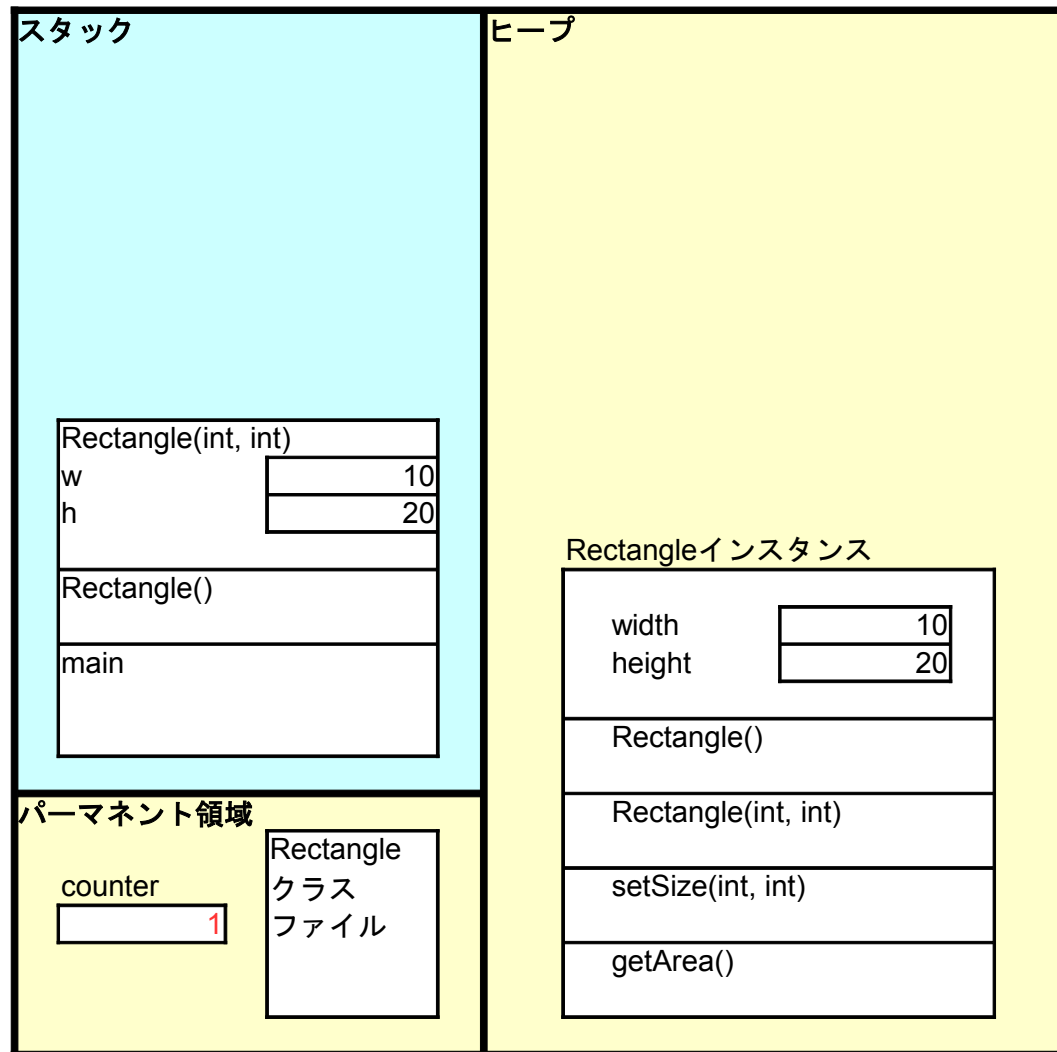 スタック
Rectangle(int, int)
w 10
h 20
Rectangle()
main
パーマネント領域
counter
1
Rectangle
クラス
ファイル
ヒープ
Rectangleインスタンス
width 10
height 20
Rectangle()
Rectangle(int, int)
setSize(int, int)
getArea()